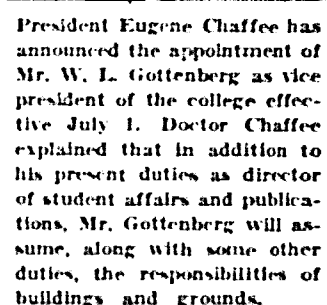 President Eugene Chaffee has
announced the appointment of
Mr. W. L. Gottenberg as vice
president of the college effec-
tive July 1. Doctor Chaffee
explained that in addition to
his present duties as director
of student affairs and publica-
tions, Mr. Gottenberg will as-
sume, along with some other
duties, the responsibilities of
buildings and grounds.